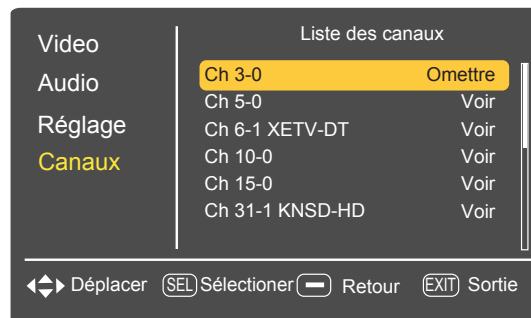 Video
Audio
Réglage
Canaux
Liste des canaux
Ch 3-0 Omettre
Ch 5-0 Voir
Ch 6-1 XETV-DT Voir
Ch 10-0 Voir
Ch 15-0 Voir
Ch 31-1 KNSD-HD Voir
Déplacer SEL Sélectioner Retour EXIT Sortie